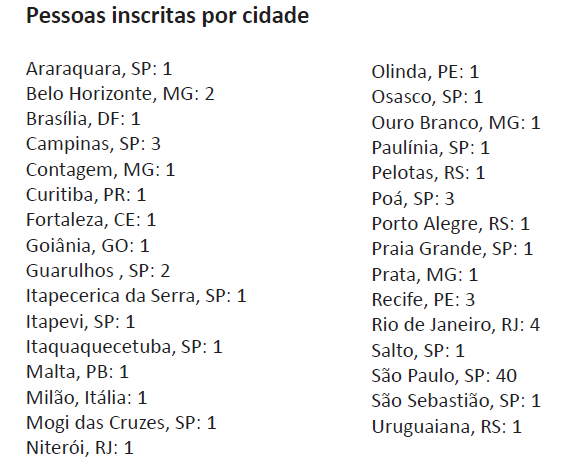 Pessoas inscritas por cidade
Araraquara, SP: 1
Belo Horizonte, MG: 2
Brasília, DF: 1
Campinas, SP: 3
Contagem, MG: 1
Curitiba, PR: 1
Fortaleza, CE: 1
Goiânia, GO: 1
Guarulhos , SP: 2
Itapecerica da Serra, SP: 1
Itapevi, SP: 1
Itaquaquecetuba, SP: 1
Malta, PB: 1
Milão, Itália: 1
Mogi das Cruzes, SP: 1
Niterói, RJ: 1
Olinda, PE: 1
Osasco, SP: 1
Ouro Branco, MG: 1
Paulínia, SP: 1
Pelotas, RS: 1
Poá, SP: 3
Porto Alegre, RS: 1
Praia Grande, SP: 1
Prata, MG: 1
Recife, PE: 3
Rio de Janeiro, RJ: 4
Salto, SP: 1
São Paulo, SP: 40
São Sebastião, SP: 1
Uruguaiana, RS: 1